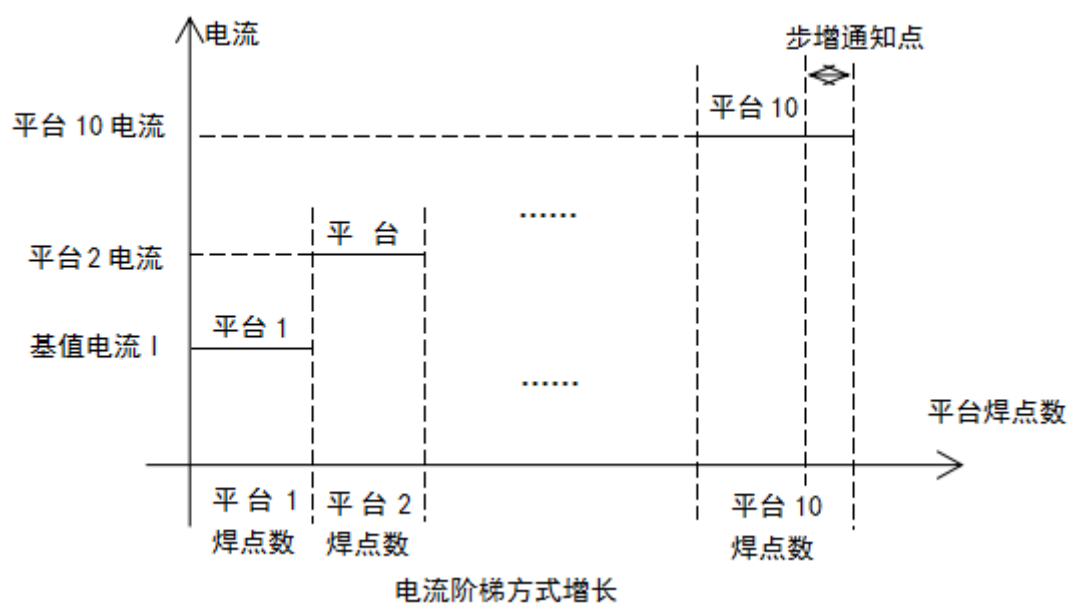 电流
步增通知点
平台 10
平台 10 电流
......
平 台
平台2 电流
平台 1
基值电流 I
......
平台焊点数
平 台 1
焊点数
平 台 2
焊点数
平台 10
焊点数
电流阶梯方式增长